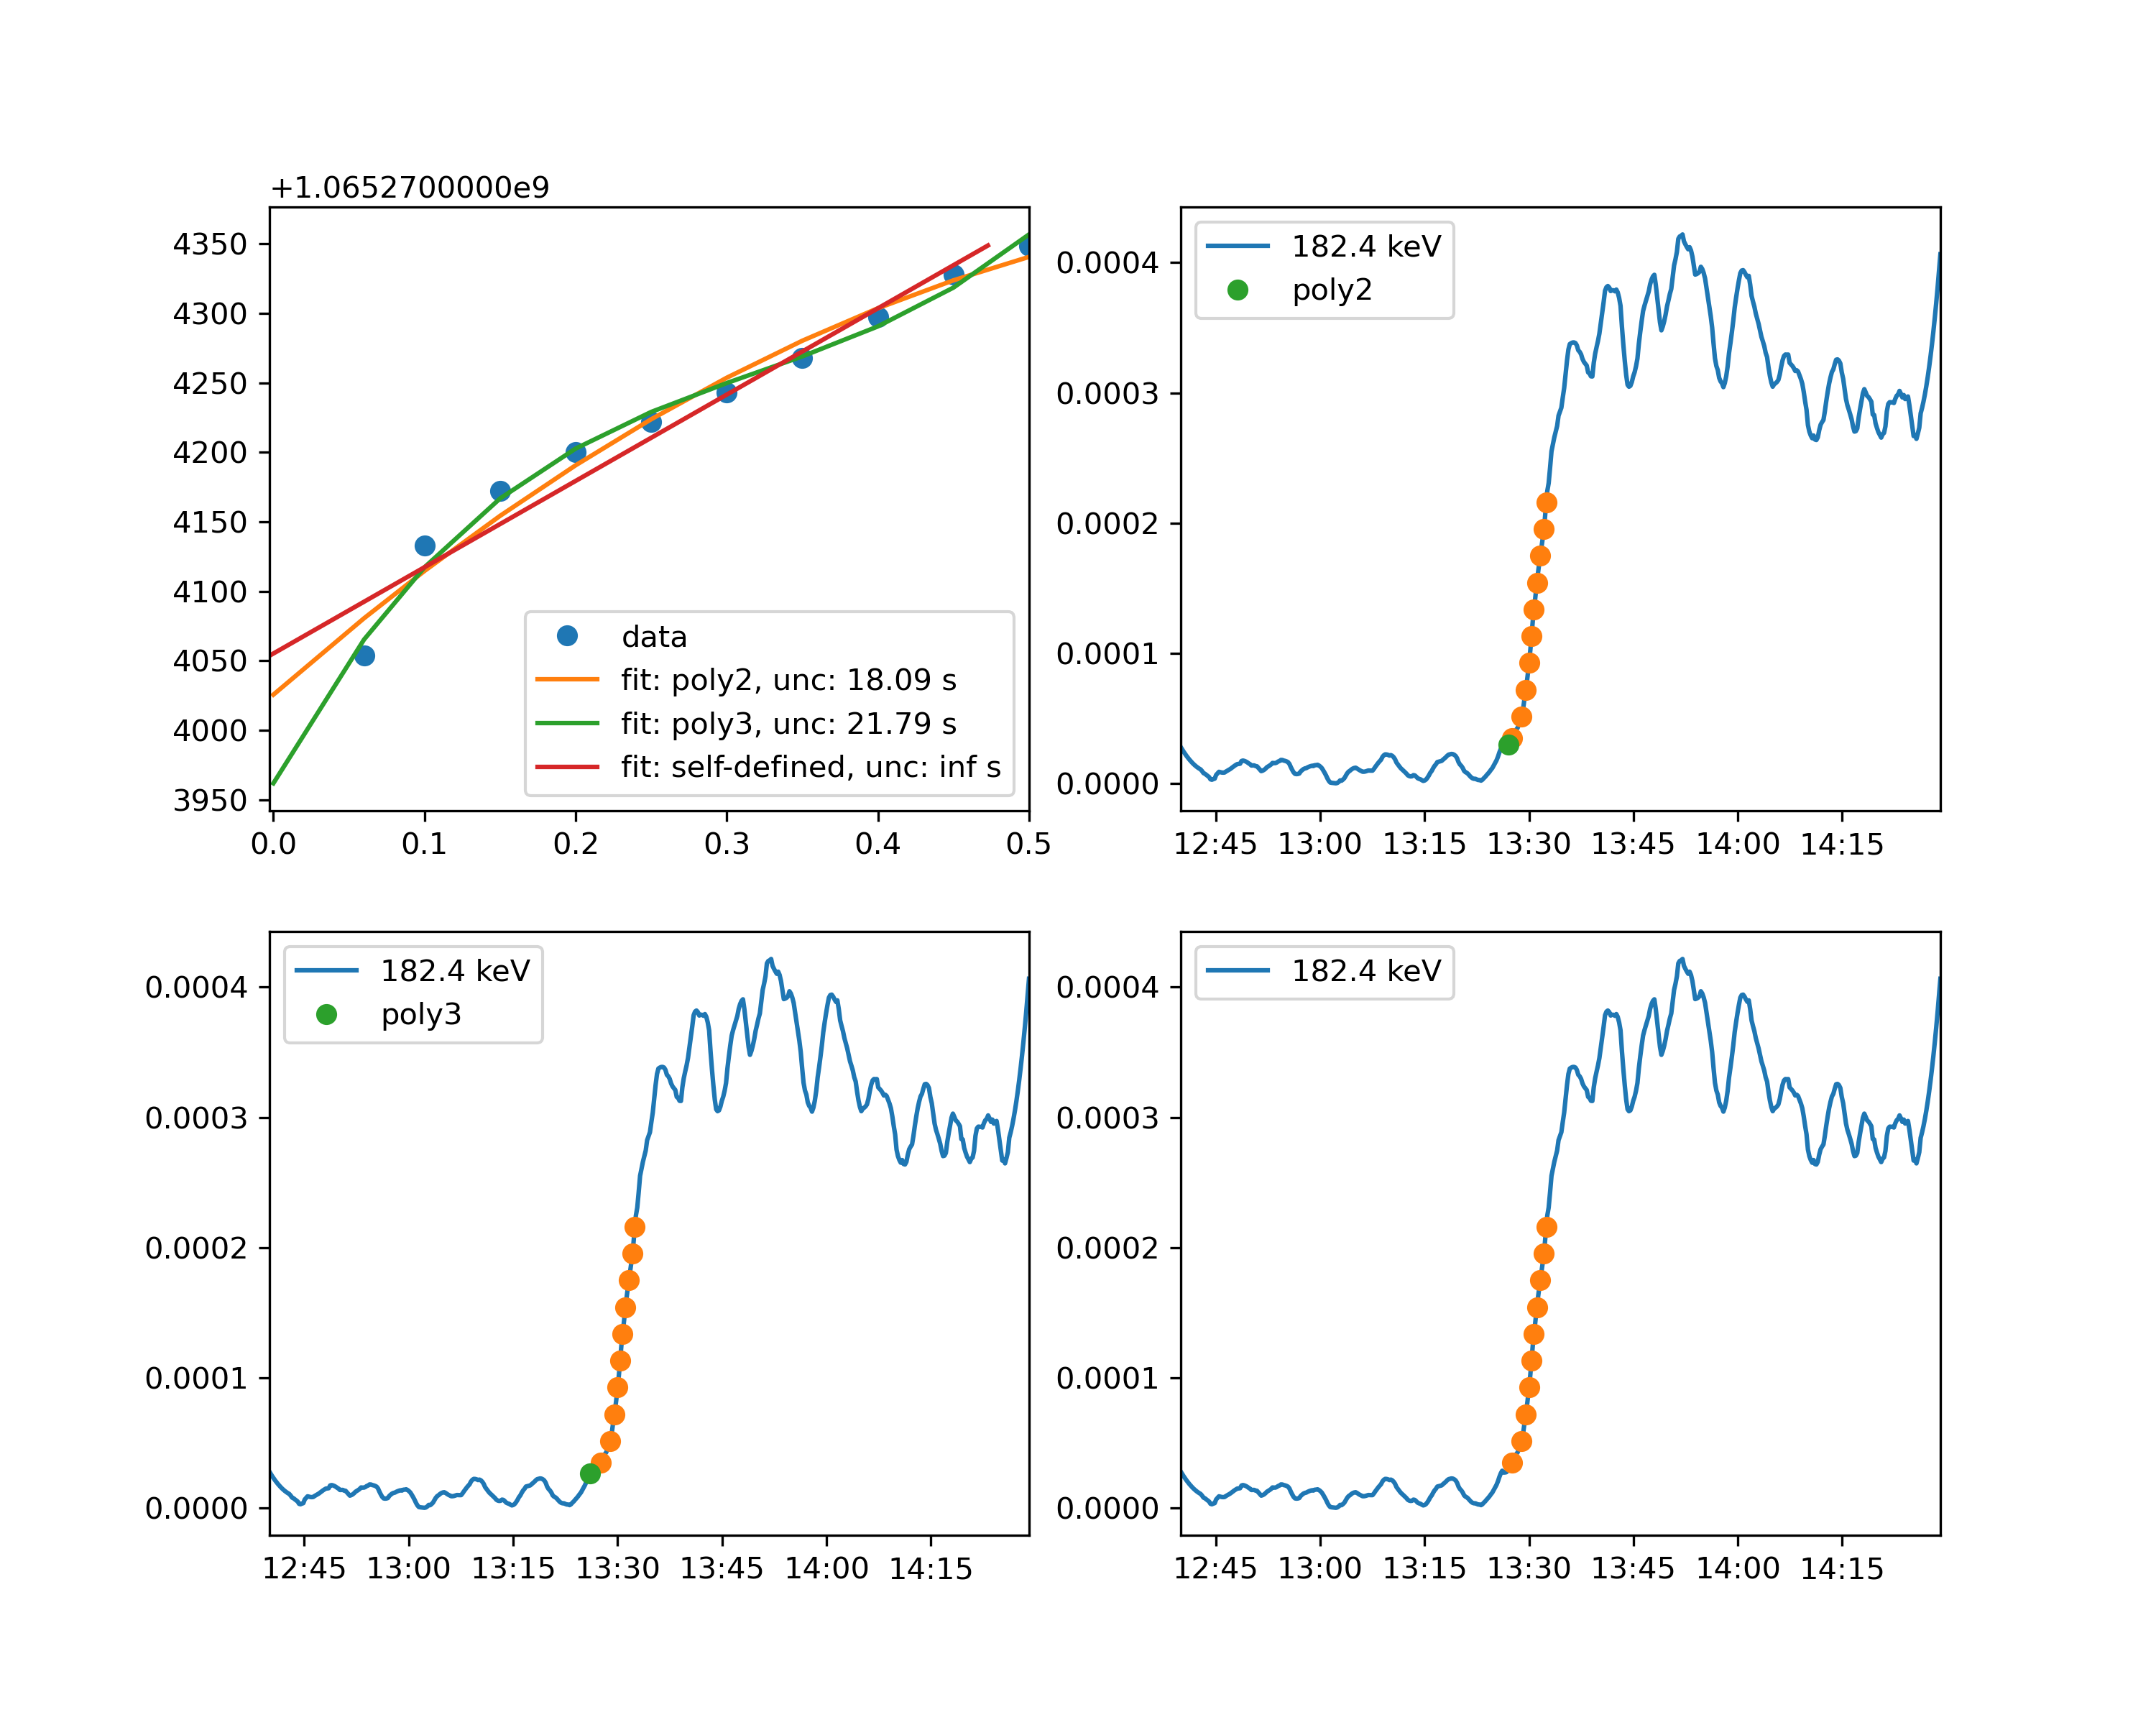 +1.0652700000e9
4350
4300
4250
4200
4150
4100
4050
4000
3950
0.0 0.1 0.2 0.3 0.4 0.5
data
fit: poly2, unc: 18.09 s
fit: poly3, unc: 21.79 s
fit: self-defined, unc: inf s
182.4 keV
poly2
0.0004
0.0003
0.0002
0.0001
0.0000
12:45 13:00 13:15 13:30 13:45 14:00 14:15
182.4 keV
poly3
0.0004
0.0003
0.0002
0.0001
0.0000
12:45 13:00 13:15 13:30 13:45 14:00 14:15
182.4 keV
0.0004
0.0003
0.0002
0.0001
0.0000
12:45 13:00 13:15 13:30 13:45 14:00 14:15